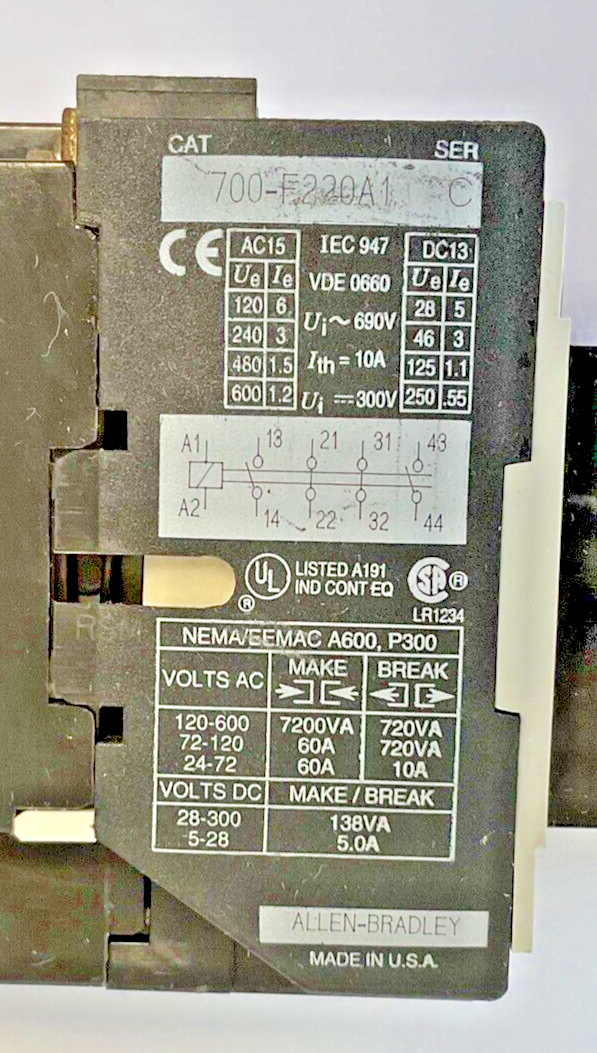 CAT SER
700-F220A1 C
CE
AC15 IEC 947 DC13
Ue Ie VDE 0660 Ue Ie
120 6 Ui~ 690V 28 5
240 3 46 3
480 1.5 Ith = 10A 125 1.1
600 1.2 Ui ⎓ 300V 250 .55
A1 13 21 31 43
A2 14 22 32 44
UL ® LISTED A191
IND CONT EQ
SA ®
LR1234
NEMA/EEMAC A600, P300
VOLTS AC MAKE BREAK
120-600 7200VA 720VA
72-120 60A 720VA
24-72 60A 10A
VOLTS DC MAKE / BREAK
28-300 138VA
5-28 5.0A
ALLEN-BRADLEY
MADE IN U.S.A.